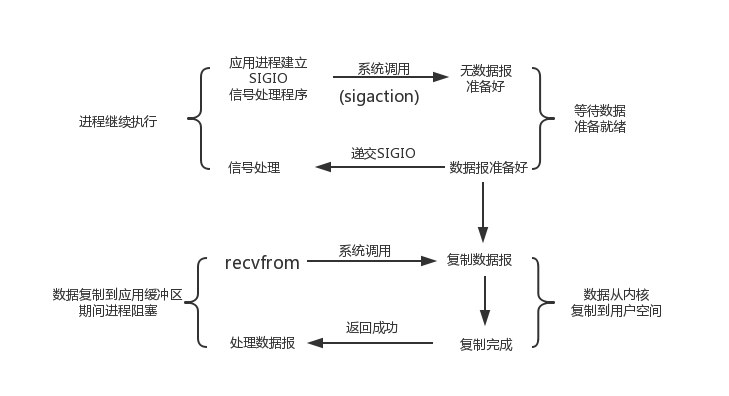 应用进程建立
SIGIO
信号处理程序
系统调用
(sigaction)
无数据报
准备好
进程继续执行
等待数据
准备就绪
信号处理
递交SIGIO
数据报准备好
recvfrom
系统调用
复制数据报
数据复制到应用缓冲区
期间进程阻塞
数据从内核
复制到用户空间
处理数据报
返回成功
复制完成